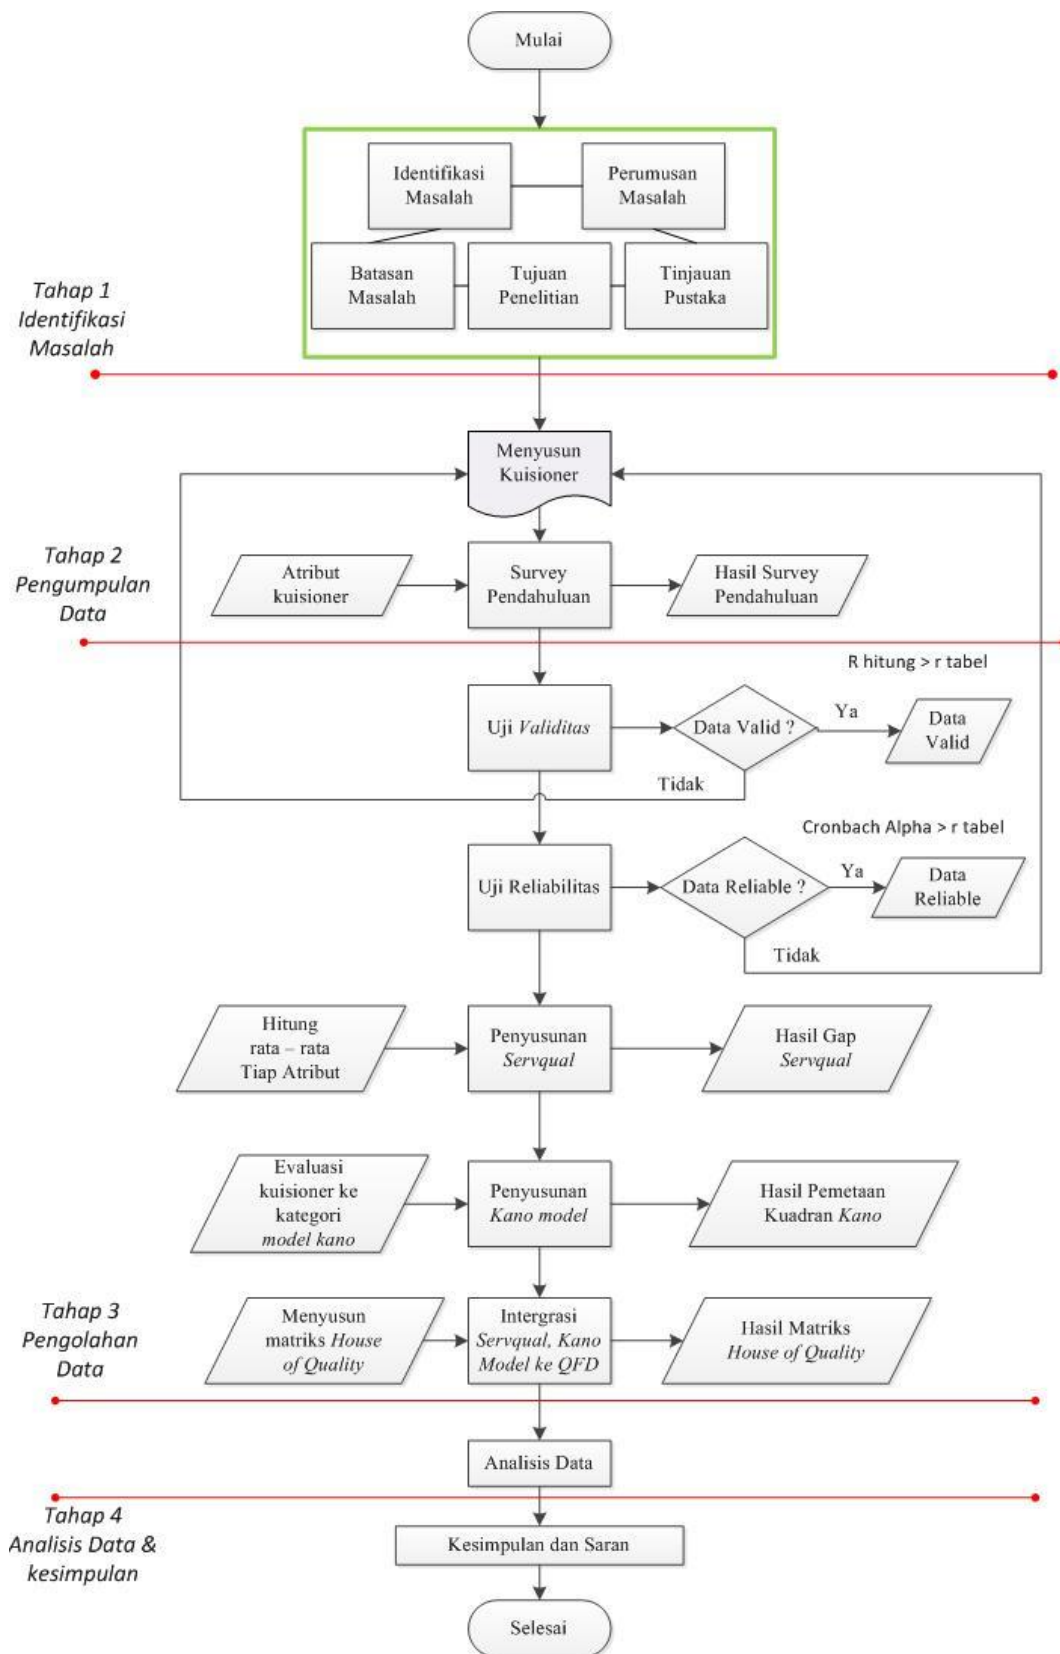 Mulai
Identifikasi
Masalah
Perumusan
Masalah
Batasan
Masalah
Tujuan
Penelitian
Tinjauan
Pustaka
Tahap 1
Identifikasi
Masalah
Menyusun
Kuisioner
Tahap 2
Pengumpulan
Data
Atribut
kuisioner
Survey
Pendahuluan
Hasil Survey
Pendahuluan
R hitung > r tabel
Uji Validitas
Data Valid ?
Ya
Data
Valid
Tidak
Cronbach Alpha > r tabel
Uji Reliabilitas
Data Reliable ?
Ya
Data
Reliable
Tidak
Hitung
rata – rata
Tiap Atribut
Penyusunan
Servqual
Hasil Gap
Servqual
Evaluasi
kuisioner ke
kategori
model kano
Penyusunan
Kano model
Hasil Pemetaan
Kuadran Kano
Tahap 3
Pengolahan
Data
Menyusun
matriks House
of Quality
Intergrasi
Servqual, Kano
Model ke QFD
Hasil Matriks
House of Quality
Analisis Data
Tahap 4
Analisis Data &
kesimpulan
Kesimpulan dan Saran
Selesai